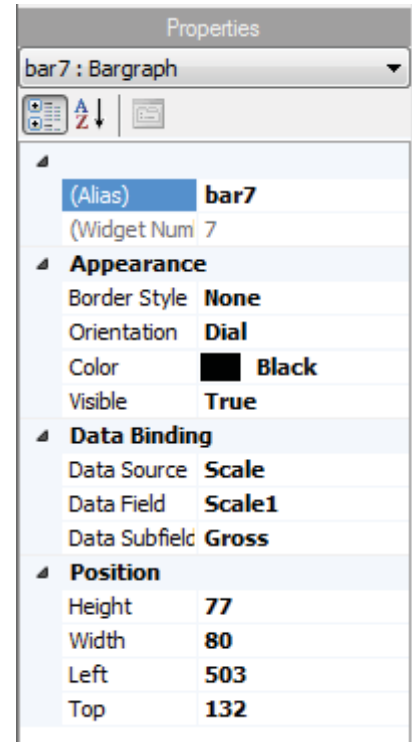 Properties
bar7 : Bargraph
A
Z
(Alias) bar7
(Widget Num 7
Appearance
Border Style None
Orientation Dial
Color Black
Visible True
Data Binding
Data Source Scale
Data Field Scale1
Data Subfield Gross
Position
Height 77
Width 80
Left 503
Top 132